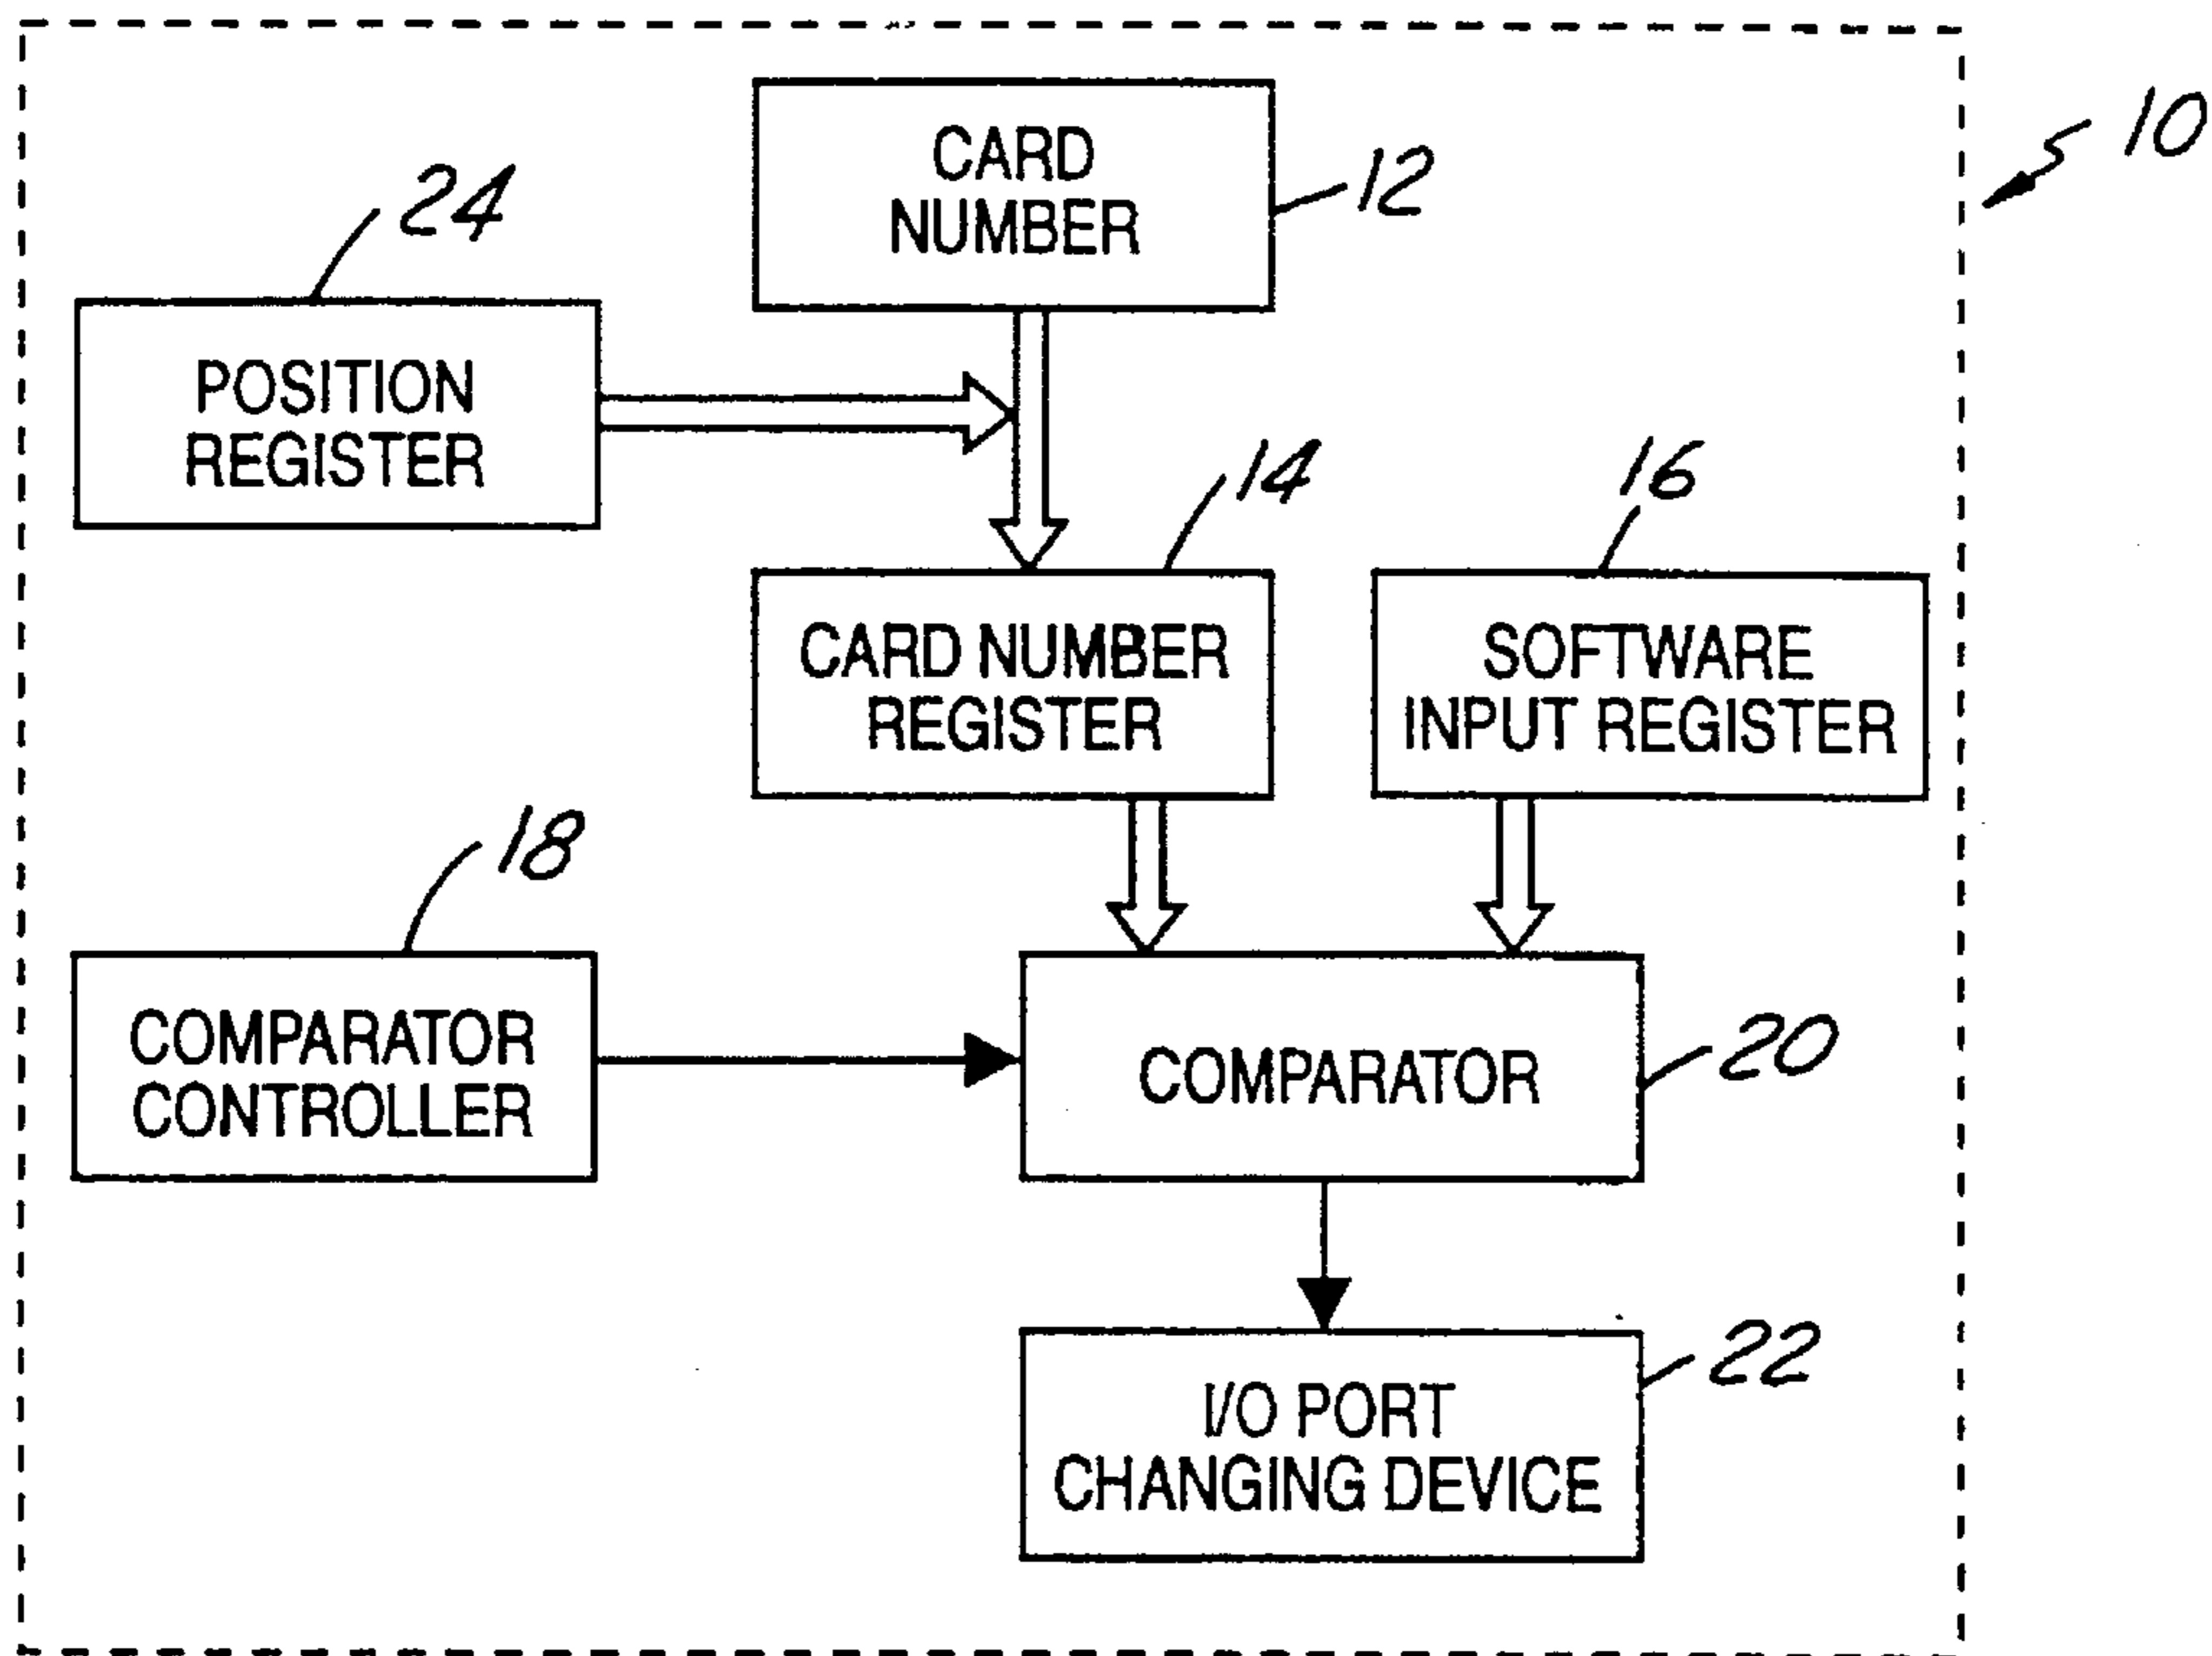 10
CARD
NUMBER
12
24
POSITION
REGISTER
14
CARD NUMBER
REGISTER
16
SOFTWARE
INPUT REGISTER
18
COMPARATOR
CONTROLLER
COMPARATOR
20
I/O PORT
CHANGING DEVICE
22